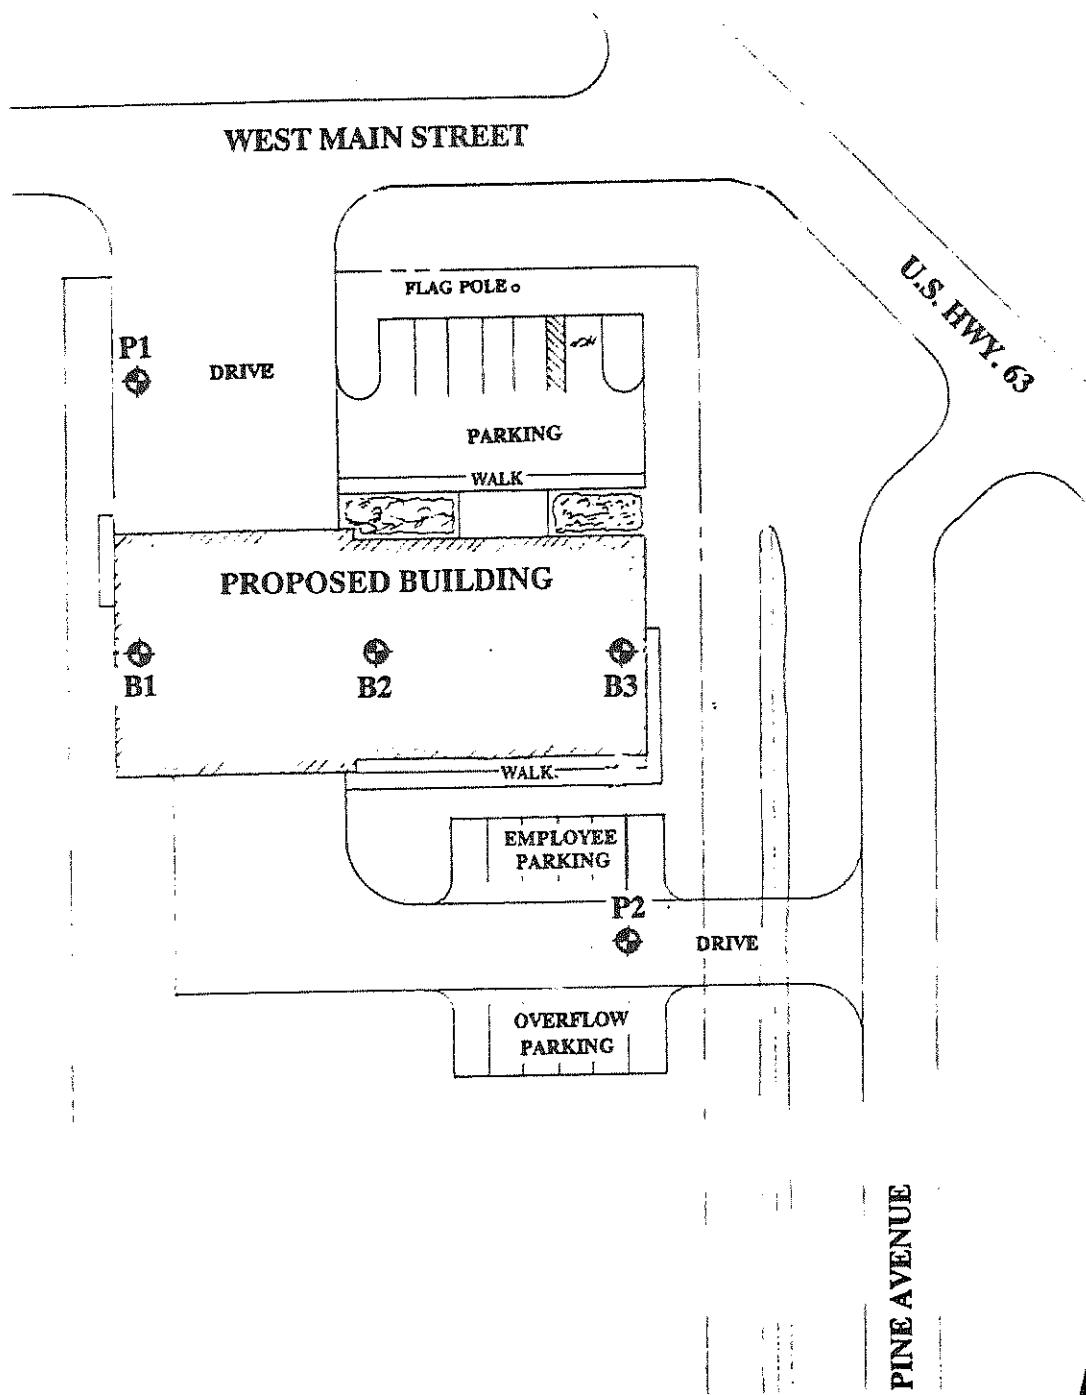 WEST MAIN STREET
U.S. HWY. 63
FLAG POLE
P1
DRIVE
PARKING
WALK
PROPOSED BUILDING
B1
B2
B3
WALK
EMPLOYEE
PARKING
P2
DRIVE
OVERFLOW
PARKING
PINE AVENUE